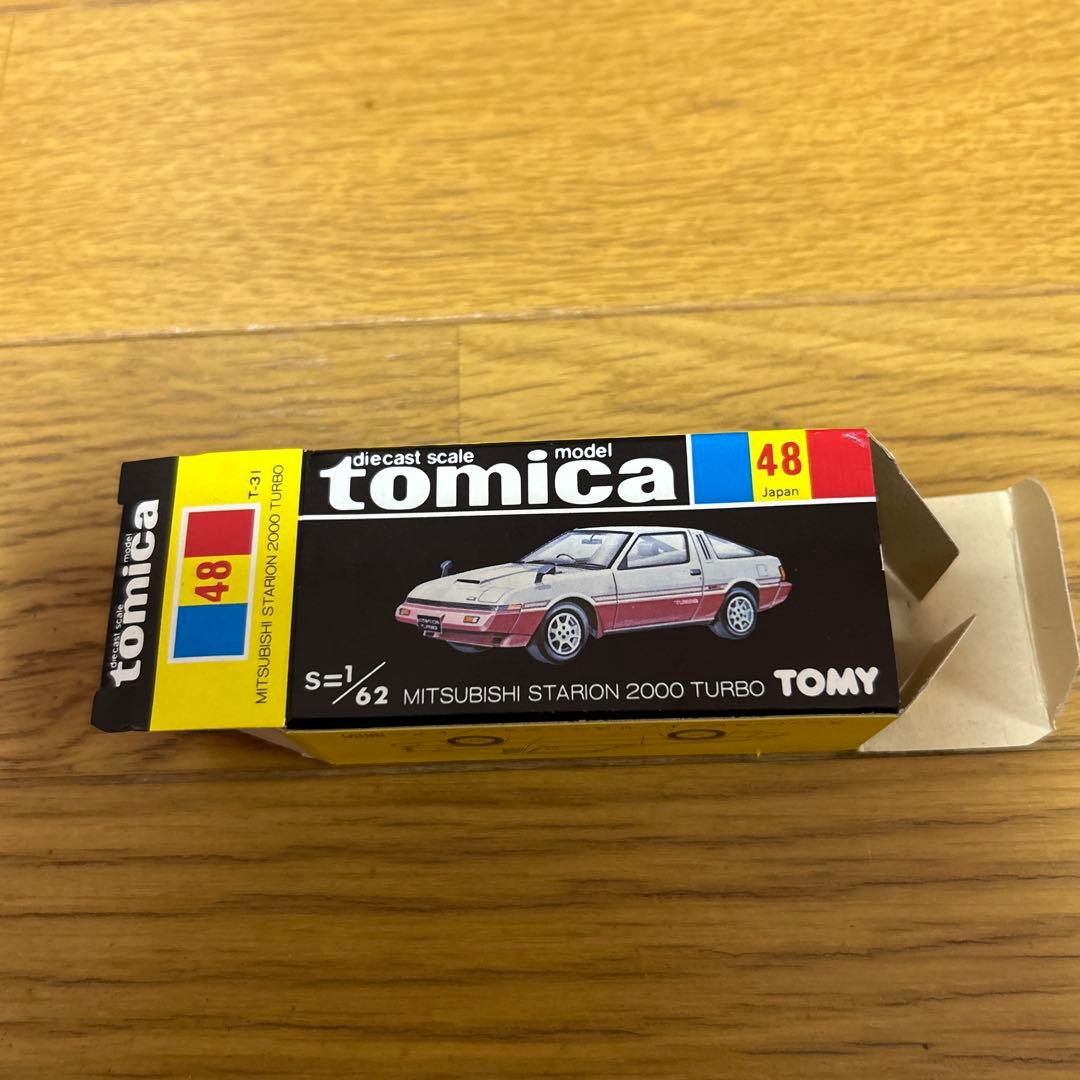 diecast scale model
tomica
48
Japan
S=1/62 MITSUBISHI STARION 2000 TURBO TOMY
diecast scale model
tomica
48
T-31
MITSUBISHI STARION 2000 TURBO